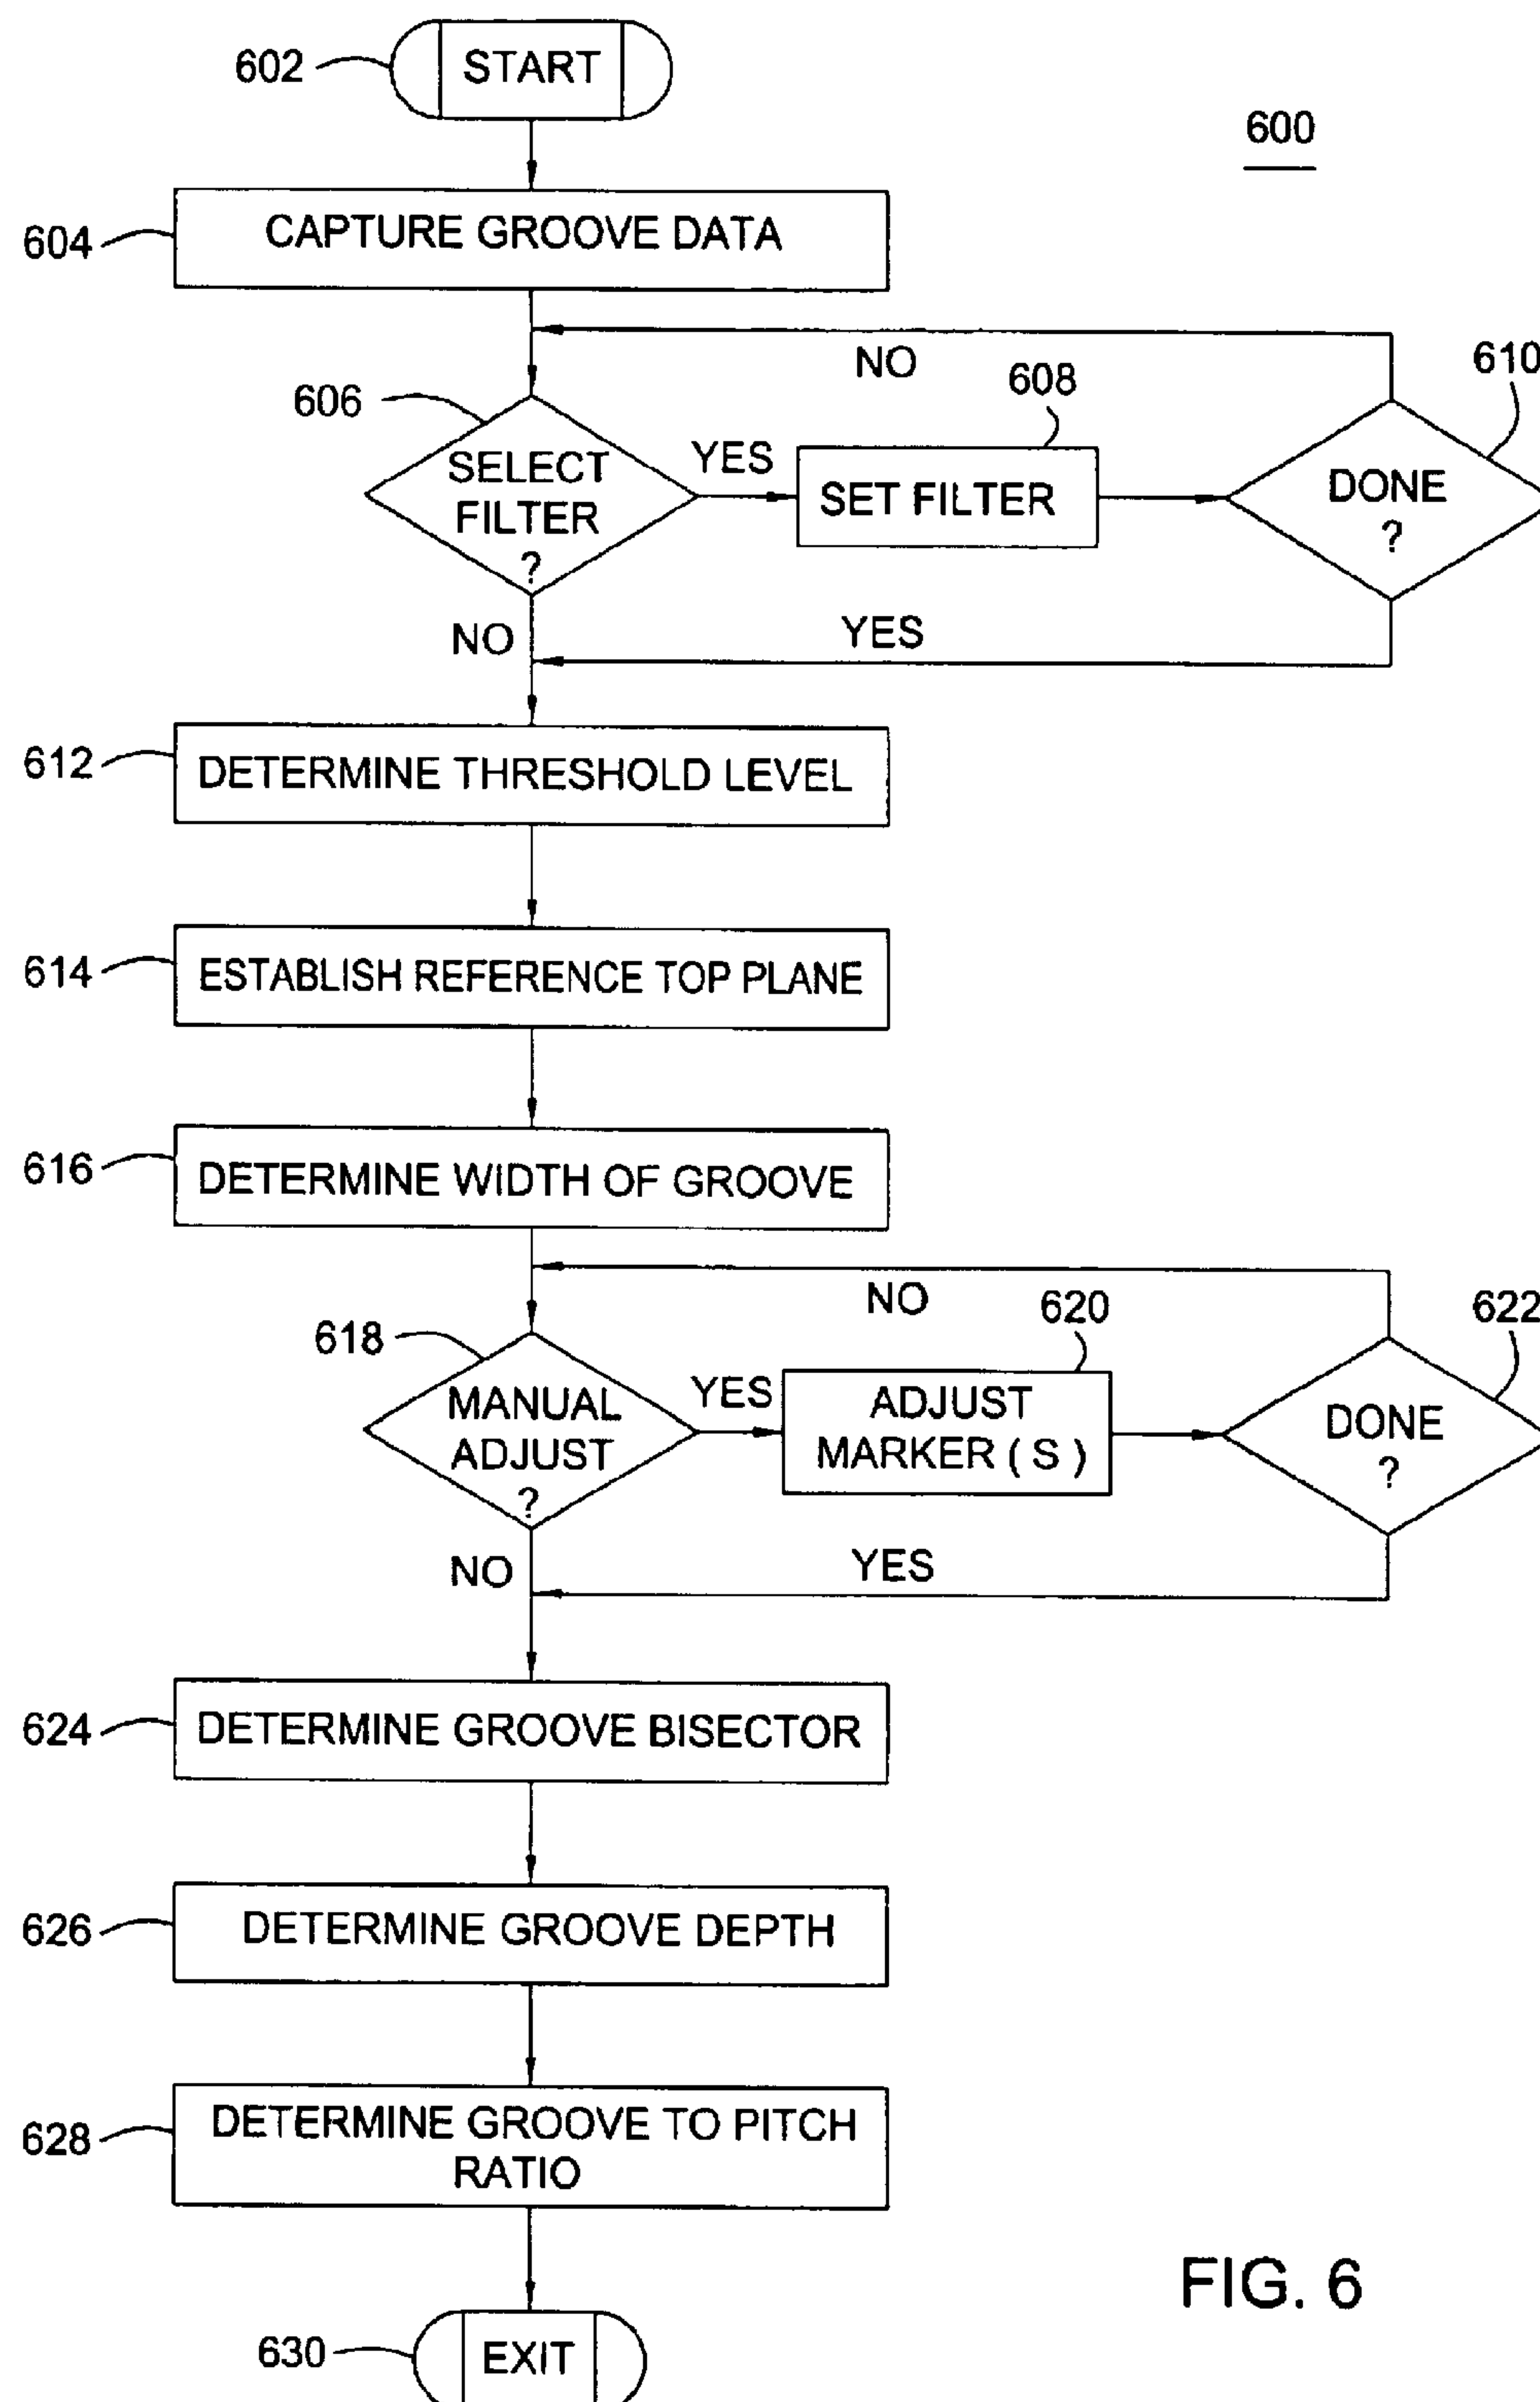 602
START
600
604
CAPTURE GROOVE DATA
NO
606
608
610
SELECT
FILTER
?
YES
SET FILTER
DONE
?
NO
YES
612
DETERMINE THRESHOLD LEVEL
614
ESTABLISH REFERENCE TOP PLANE
616
DETERMINE WIDTH OF GROOVE
NO
618
620
622
MANUAL
ADJUST
?
YES
ADJUST
MARKER ( S )
DONE
?
NO
YES
624
DETERMINE GROOVE BISECTOR
626
DETERMINE GROOVE DEPTH
628
DETERMINE GROOVE TO PITCH
RATIO
630
EXIT
FIG. 6